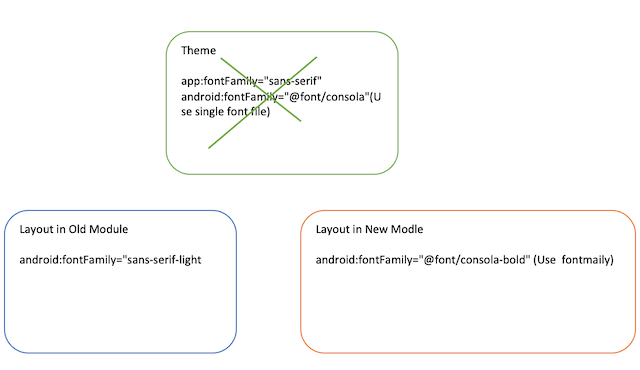 Theme
app:fontFamily="sans-serif"
android:fontFamily="@font/consola"(U
se single font file)
Layout in Old Module
android:fontFamily="sans-serif-light
Layout in New Modle
android:fontFamily="@font/consola-bold" (Use fontmaily)